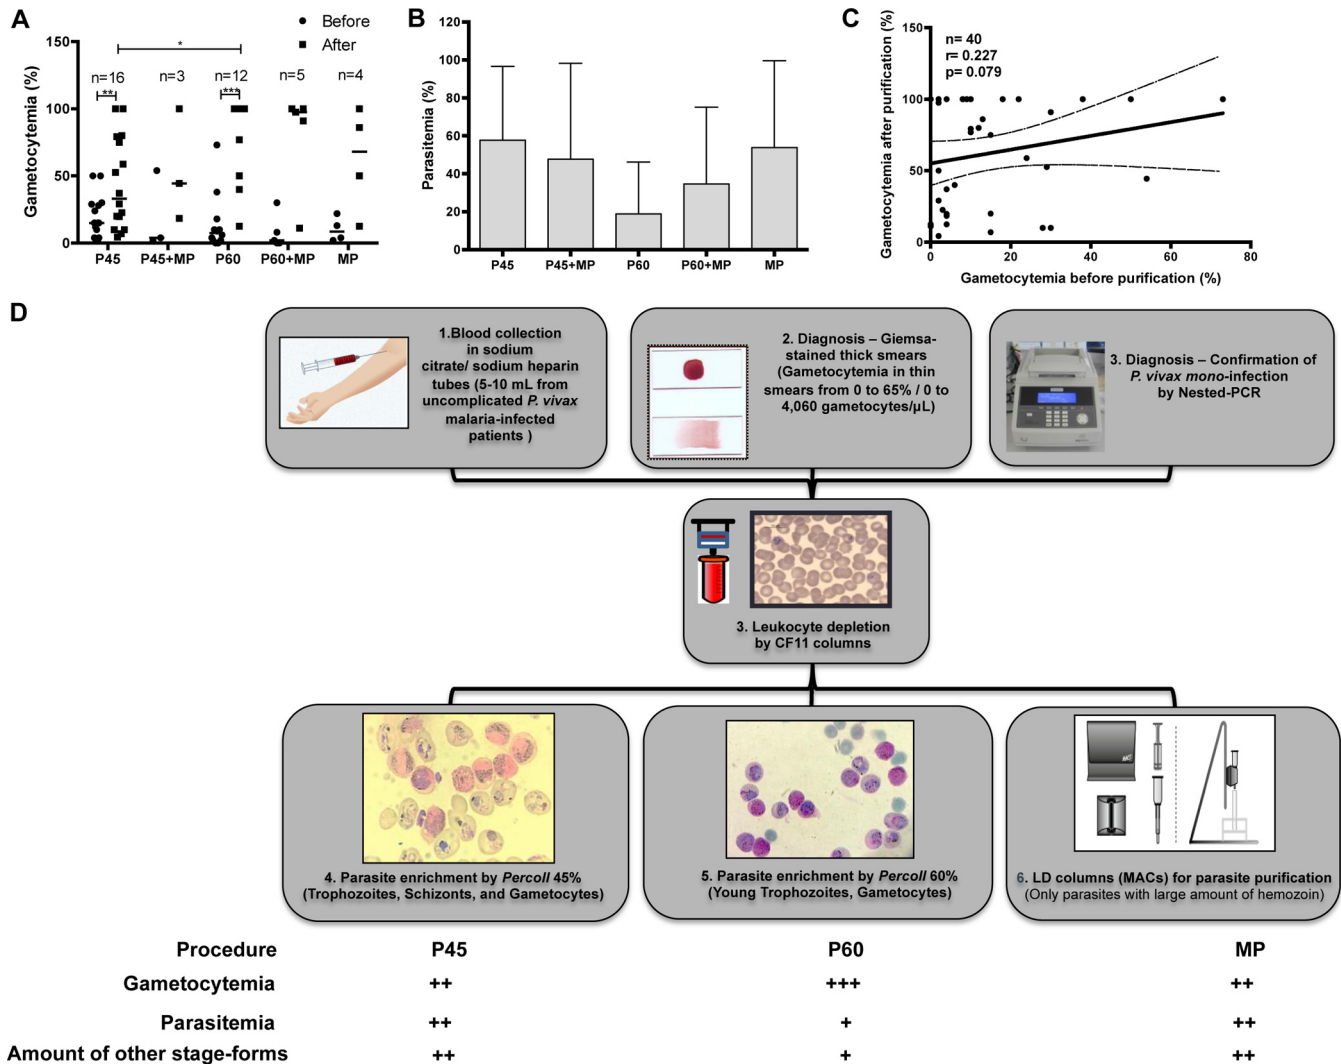 A
Before
After
Gametocytemia (%)
150
100
50
0
*
n=16
n=3
n=12
n=5
n=4
**
***
P45
P45+MP
P60
P60+MP
MP
B
Parasitemia (%)
120
100
80
60
40
20
0
P45
P45+MP
P60
P60+MP
MP
C
Gametocytemia after purification (%)
150
100
50
0
n= 40
r= 0.227
p= 0.079
0
20
40
60
80
Gametocytemia before purification (%)
D
1.Blood collection
in sodium
citrate/ sodium heparin
tubes (5-10 mL from
uncomplicated P. vivax
malaria-infected
patients )
2. Diagnosis – Giemsa-
stained thick smears
(Gametocytemia in thin
smears from 0 to 65% / 0 to
4,060 gametocytes/μL)
3. Diagnosis – Confirmation of
P. vivax mono-infection
by Nested-PCR
3. Leukocyte depletion
by CF11 columns
4. Parasite enrichment by Percoll 45%
(Trophozoites, Schizonts, and Gametocytes)
5. Parasite enrichment by Percoll 60%
(Young Trophozoites, Gametocytes)
6. LD columns (MACs) for parasite purification
(Only parasites with large amount of hemozoin)
Procedure P45 P60 MP
Gametocytemia ++ +++ ++
Parasitemia ++ + ++
Amount of other stage-forms ++ + ++